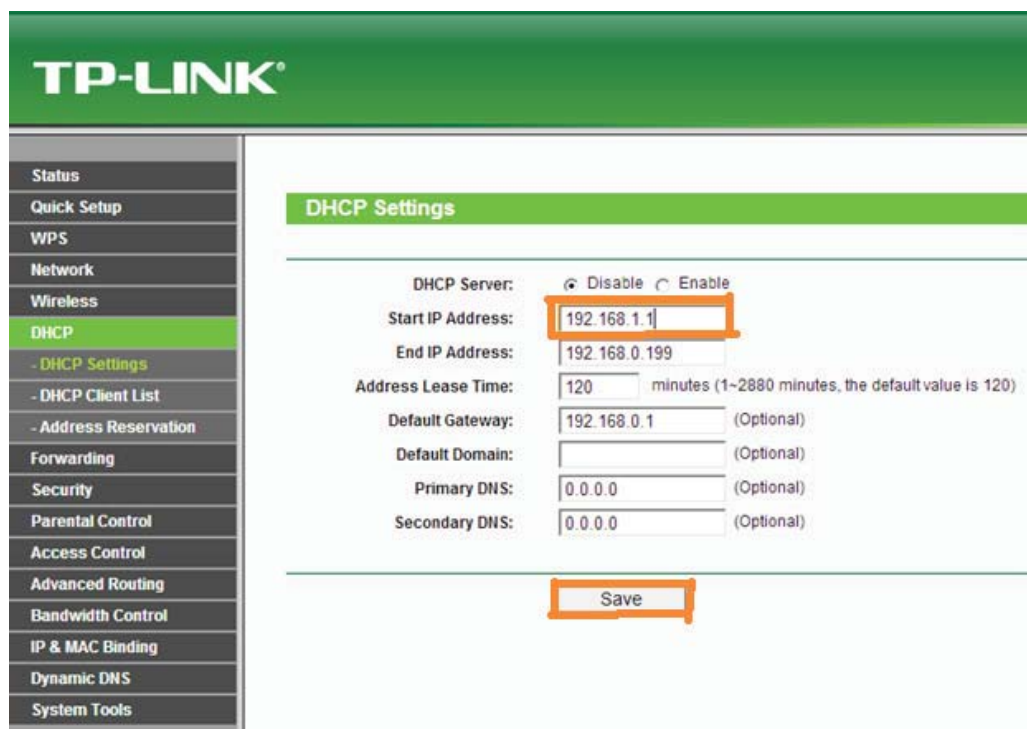 TP-LINK®
Status
Quick Setup
WPS
Network
Wireless
DHCP
- DHCP Settings
- DHCP Client List
- Address Reservation
Forwarding
Security
Parental Control
Access Control
Advanced Routing
Bandwidth Control
IP & MAC Binding
Dynamic DNS
System Tools
DHCP Settings
DHCP Server: Disable Enable
Start IP Address: 192.168.1.1
End IP Address: 192.168.0.199
Address Lease Time: 120 minutes (1~2880 minutes, the default value is 120)
Default Gateway: 192.168.0.1 (Optional)
Default Domain: (Optional)
Primary DNS: 0.0.0.0 (Optional)
Secondary DNS: 0.0.0.0 (Optional)
Save